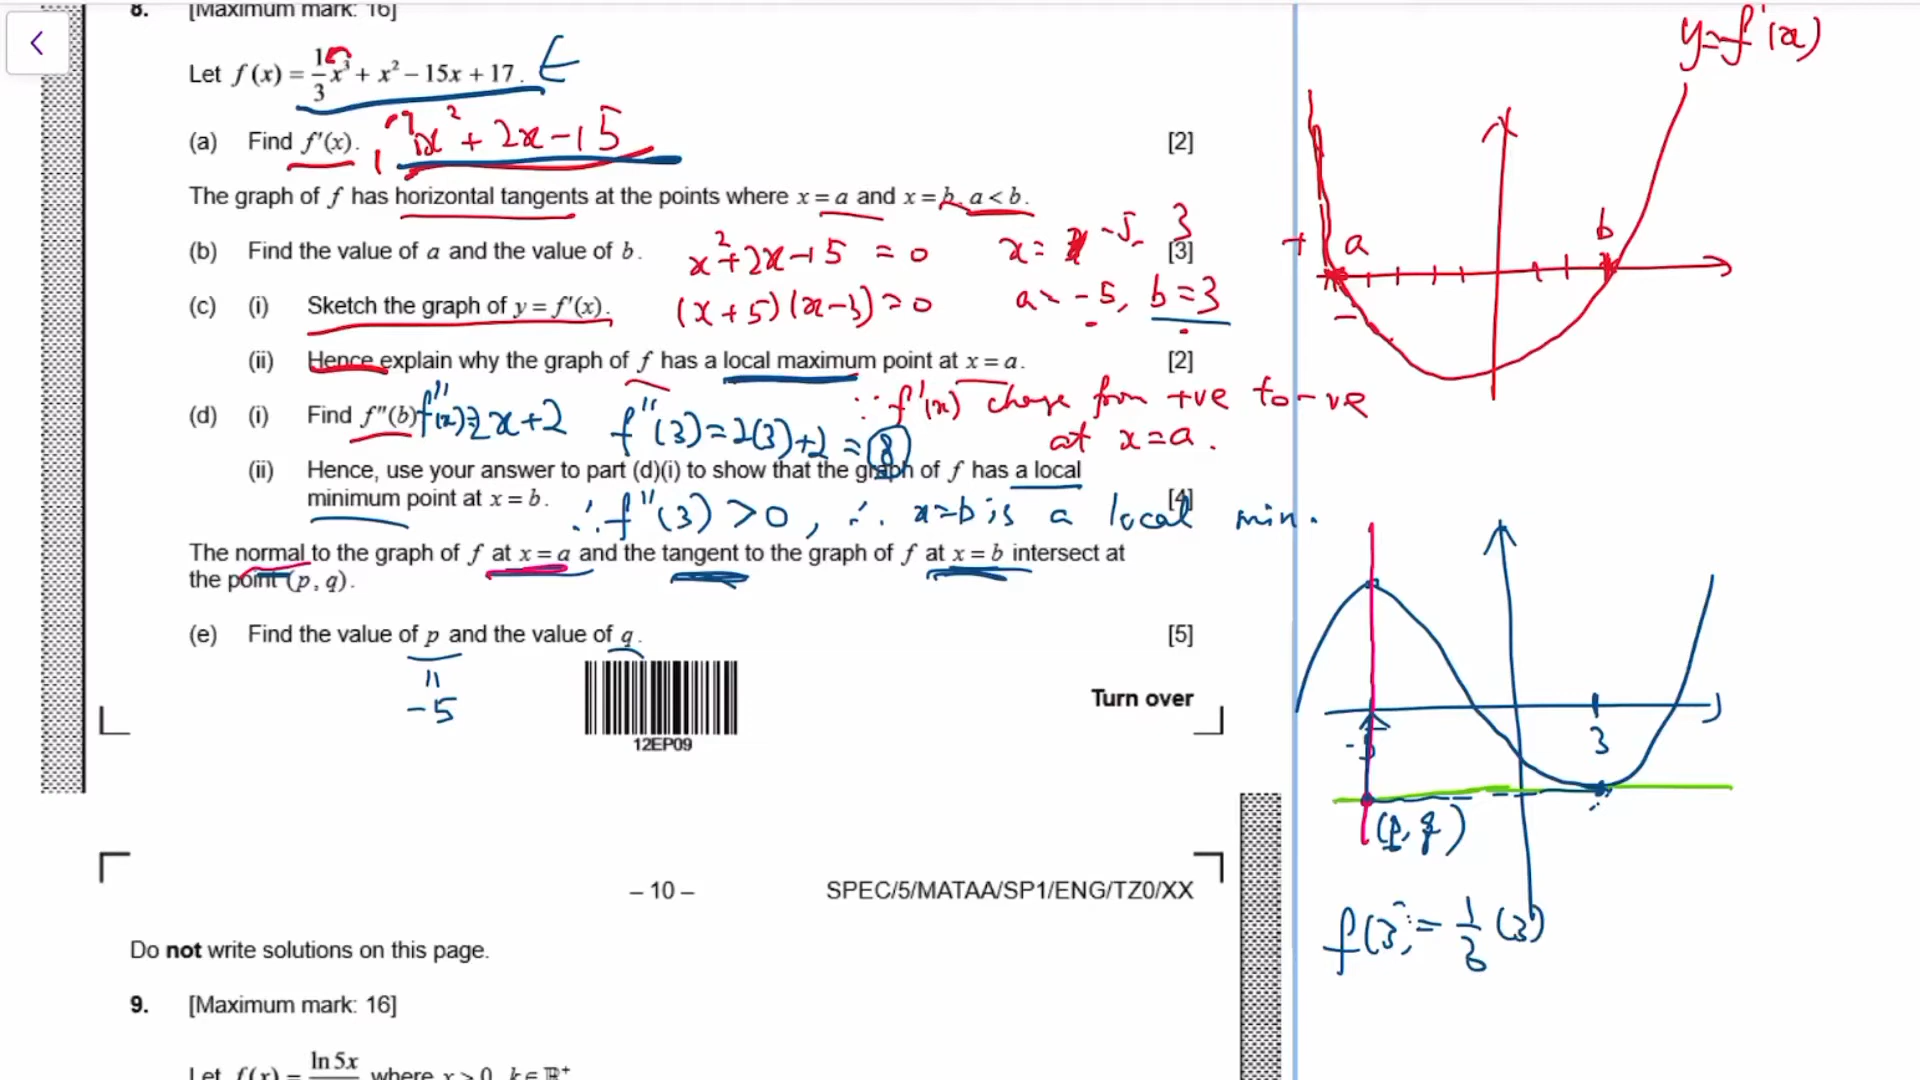 8. [Maximum mark: 16]
Let f(x) = 1/3 x³ + x² − 15x + 17.
(a) Find f′(x). x² + 2x − 15 [2]
The graph of f has horizontal tangents at the points where x = a and x = b, a < b.
(b) Find the value of a and the value of b. [3]
x² + 2x − 15 = 0 x = −5, 3
(x + 5)(x − 3) = 0 a = −5, b = 3
(c) (i) Sketch the graph of y = f′(x).
(ii) Hence explain why the graph of f has a local maximum point at x = a. [2]
∵ f′(x) change from +ve to −ve
at x = a.
(d) (i) Find f″(b) f″(x) = 2x + 2 f″(3) = 2(3) + 2 = 8
(ii) Hence, use your answer to part (d)(i) to show that the graph of f has a local
minimum point at x = b. [4]
∴ f″(3) > 0, ∴ x = b is a local min.
The normal to the graph of f at x = a and the tangent to the graph of f at x = b intersect at
the point (p, q).
(e) Find the value of p and the value of q. [5]
=
−5
12EP09
Turn over
– 10 – SPEC/5/MATAA/SP1/ENG/TZ0/XX
Do not write solutions on this page.
9. [Maximum mark: 16]
Let f(x) = ln 5x where x > 0, k ∈ ℝ⁺
y = f′(x)
+ a b
−
−5 3
(p, q)
f(3) = 1/3 (3)